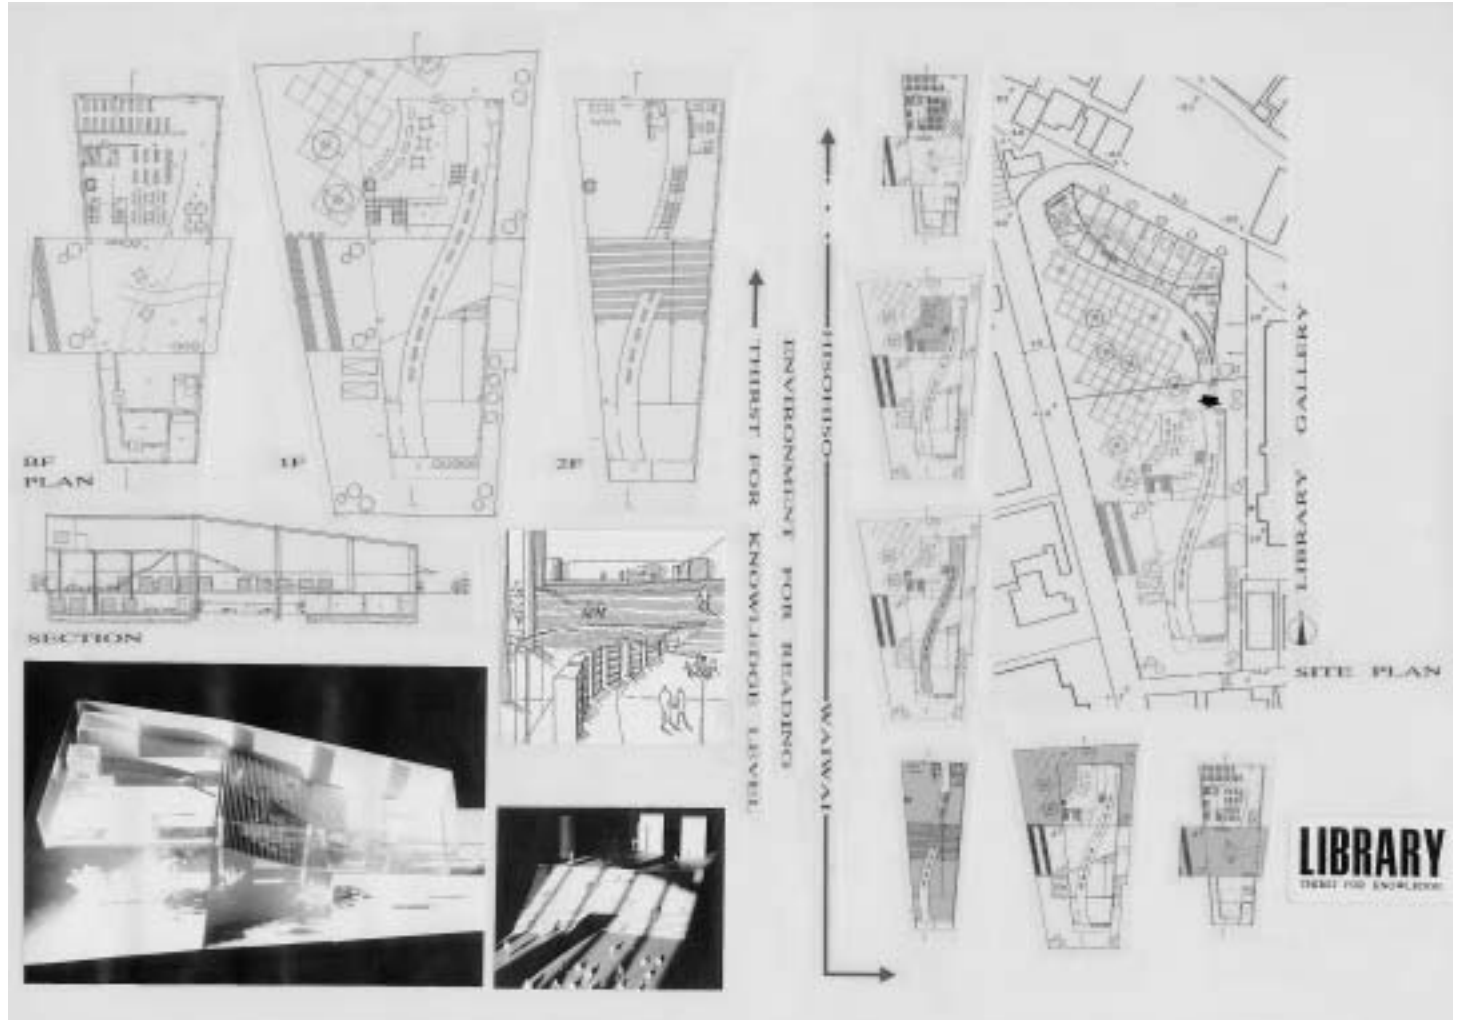 BF
PLAN
1F
2F
SECTION
THIRST FOR KNOWLEDGE LEVEL
ENVIRONMENT FOR READING
HISOHISO
WAIWAI
LIBRARY GALLERY
SITE PLAN
LIBRARY
THIRST FOR KNOWLEDGE